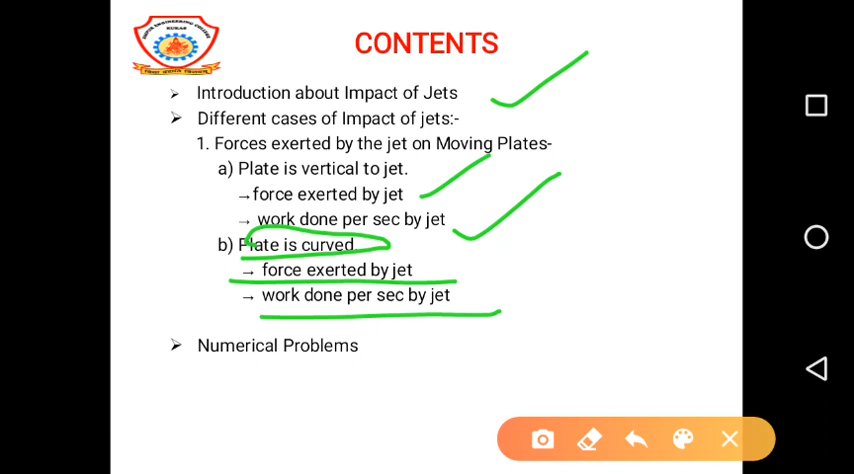 CONTENTS
➤ Introduction about Impact of Jets
➤ Different cases of Impact of jets:-
1. Forces exerted by the jet on Moving Plates-
a) Plate is vertical to jet.
→force exerted by jet
→ work done per sec by jet
b) Plate is curved.
→ force exerted by jet
→ work done per sec by jet
➤ Numerical Problems